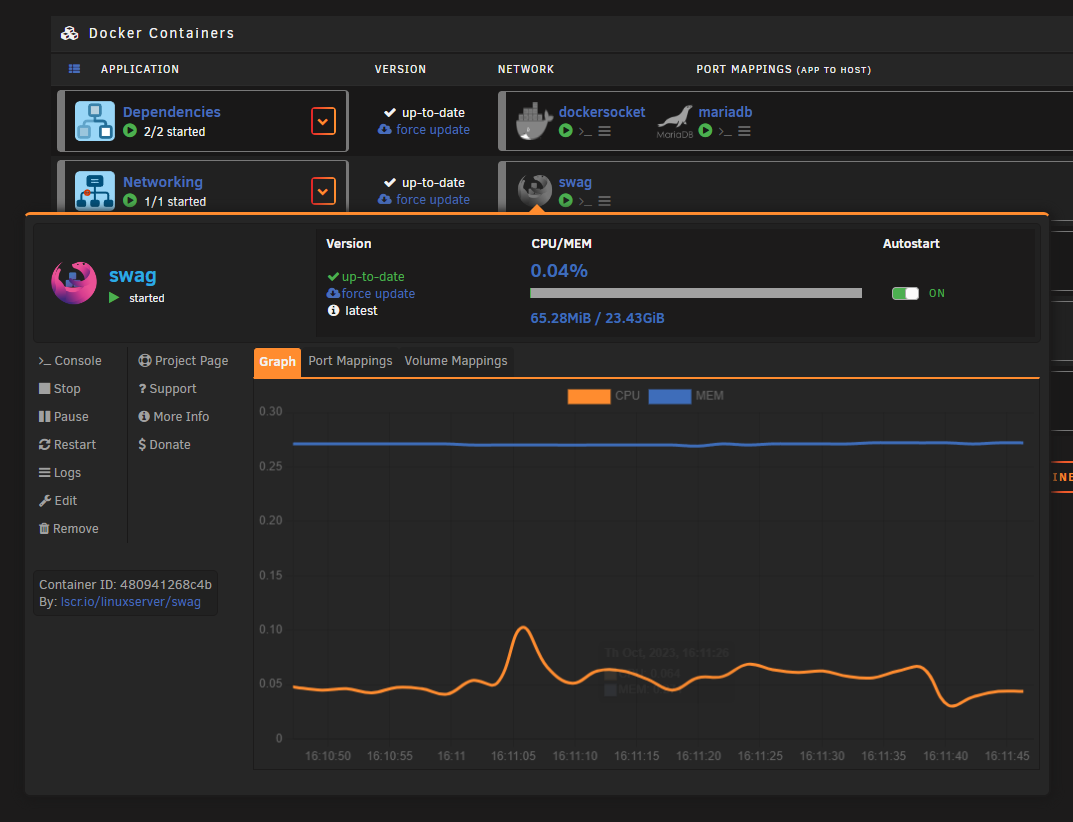 Docker Containers
APPLICATION VERSION NETWORK PORT MAPPINGS (APP TO HOST)
Dependencies
2/2 started
up-to-date
force update
dockersocket
>_
MariaDB
mariadb
>_
Networking
1/1 started
up-to-date
force update
swag
>_
swag
started
Version
up-to-date
force update
latest
CPU/MEM
0.04%
65.28MiB / 23.43GiB
Autostart
ON
>_ Console
Stop
Pause
Restart
Logs
Edit
Remove
Project Page
? Support
More Info
$ Donate
Container ID: 480941268c4b
By: lscr.io/linuxserver/swag
Graph Port Mappings Volume Mappings
CPU MEM
0.30
0.25
0.20
0.15
0.10
0.05
0
Th Oct, 2023, 16:11:26
MEM
16:10:50 16:10:55 16:11 16:11:05 16:11:10 16:11:15 16:11:20 16:11:25 16:11:30 16:11:35 16:11:40 16:11:45